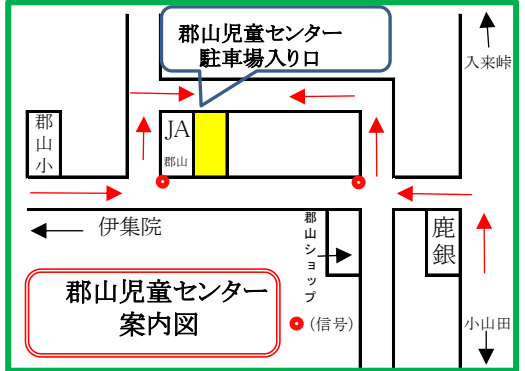 郡山児童センター
駐車場入り口
入来峠
郡山小
JA
郡山
伊集院
郡山ショップ
鹿銀
郡山児童センター
案内図
(信号)
小山田